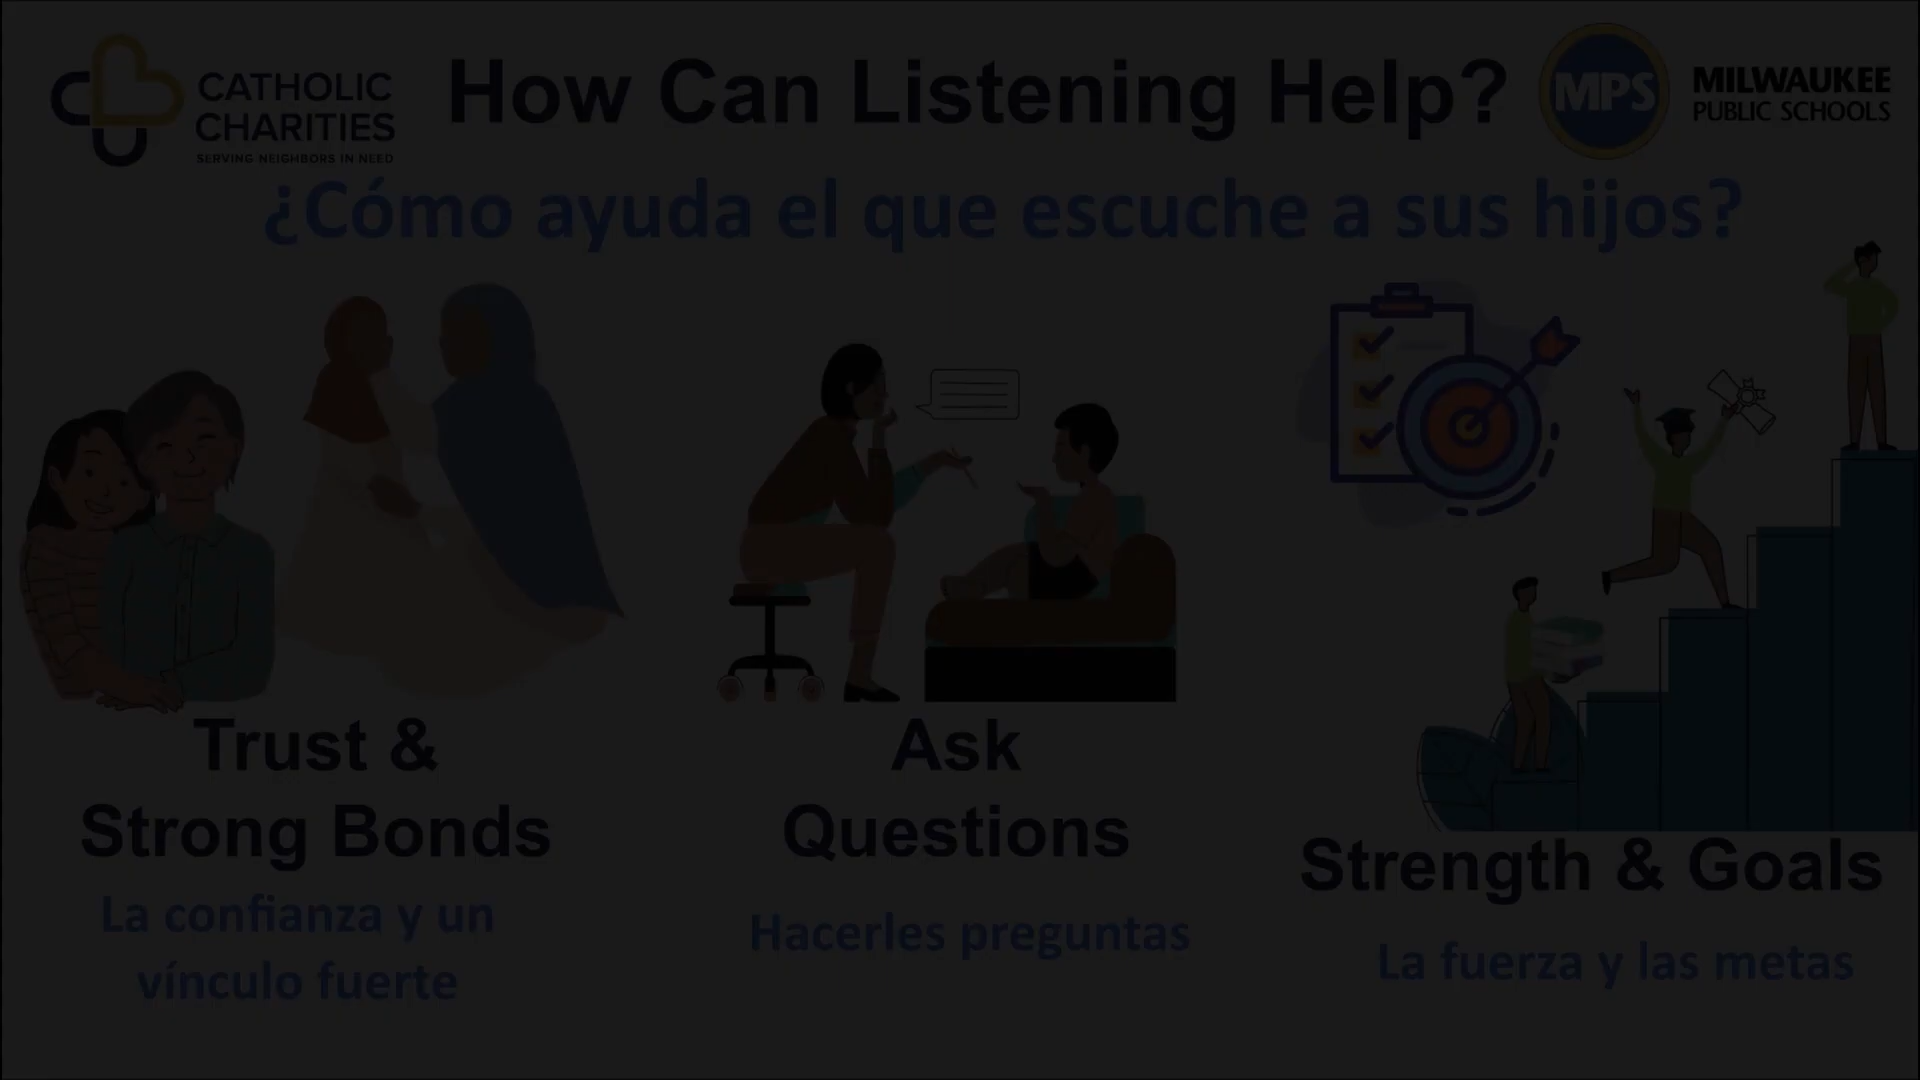 CATHOLIC
CHARITIES
SERVING NEIGHBORS IN NEED
How Can Listening Help?
MPS
MILWAUKEE
PUBLIC SCHOOLS
¿Cómo ayuda el que escuche a sus hijos?
Trust &
Strong Bonds
La confianza y un
vínculo fuerte
Ask
Questions
Hacerles preguntas
Strength & Goals
La fuerza y las metas